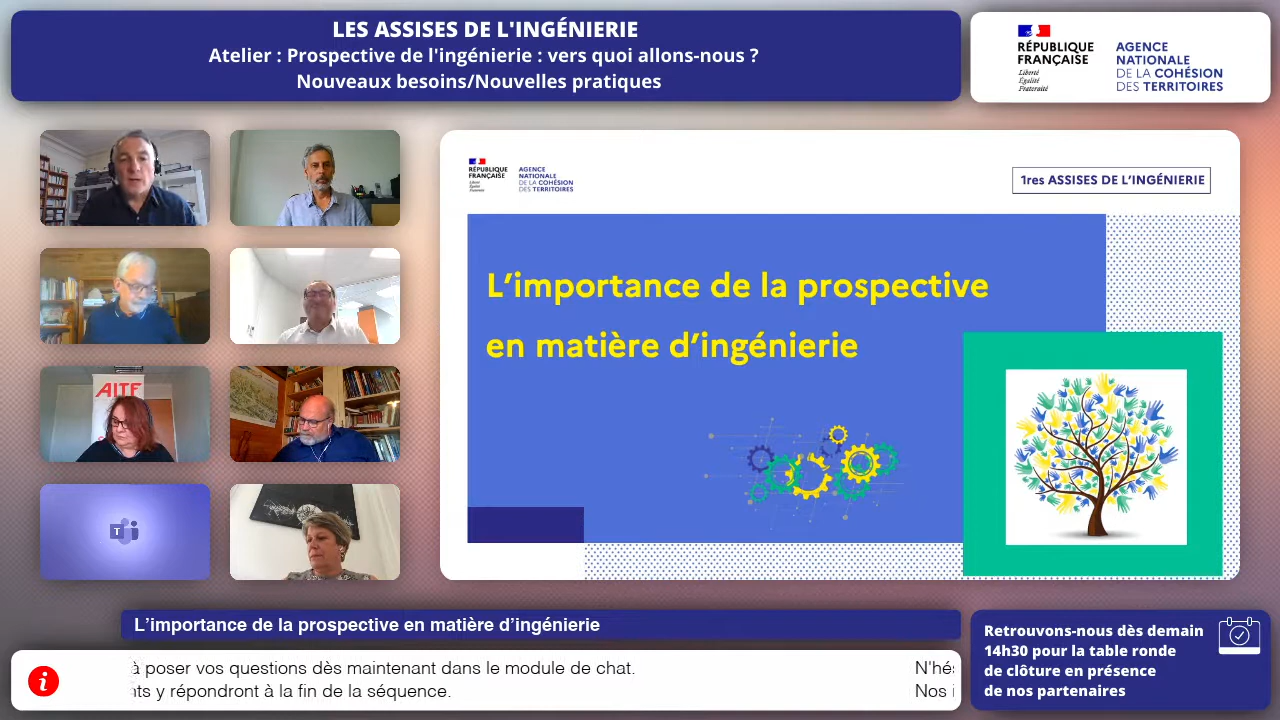 LES ASSISES DE L'INGÉNIERIE
Atelier : Prospective de l'ingénierie : vers quoi allons-nous ?
Nouveaux besoins/Nouvelles pratiques
RÉPUBLIQUE
FRANÇAISE
Liberté
Égalité
Fraternité
AGENCE
NATIONALE
DE LA COHÉSION
DES TERRITOIRES
AITF
T
RÉPUBLIQUE
FRANÇAISE
Liberté
Égalité
Fraternité
AGENCE
NATIONALE
DE LA COHÉSION
DES TERRITOIRES
1res ASSISES DE L'INGÉNIERIE
L'importance de la prospective
en matière d'ingénierie
L'importance de la prospective en matière d'ingénierie
à poser vos questions dès maintenant dans le module de chat.
y répondront à la fin de la séquence.
Retrouvons-nous dès demain
14h30 pour la table ronde
de clôture en présence
de nos partenaires